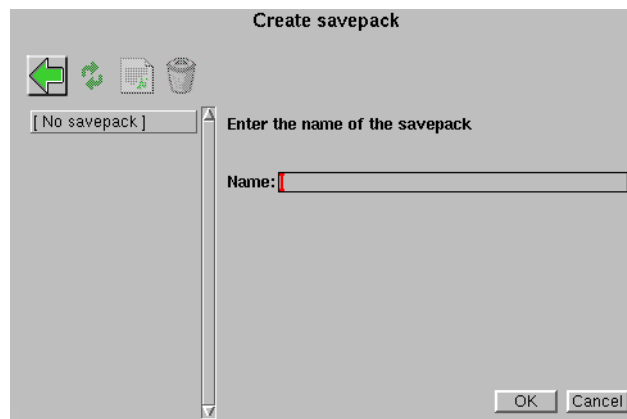 Create savepack
[ No savepack ]
Enter the name of the savepack
Name:
OK Cancel